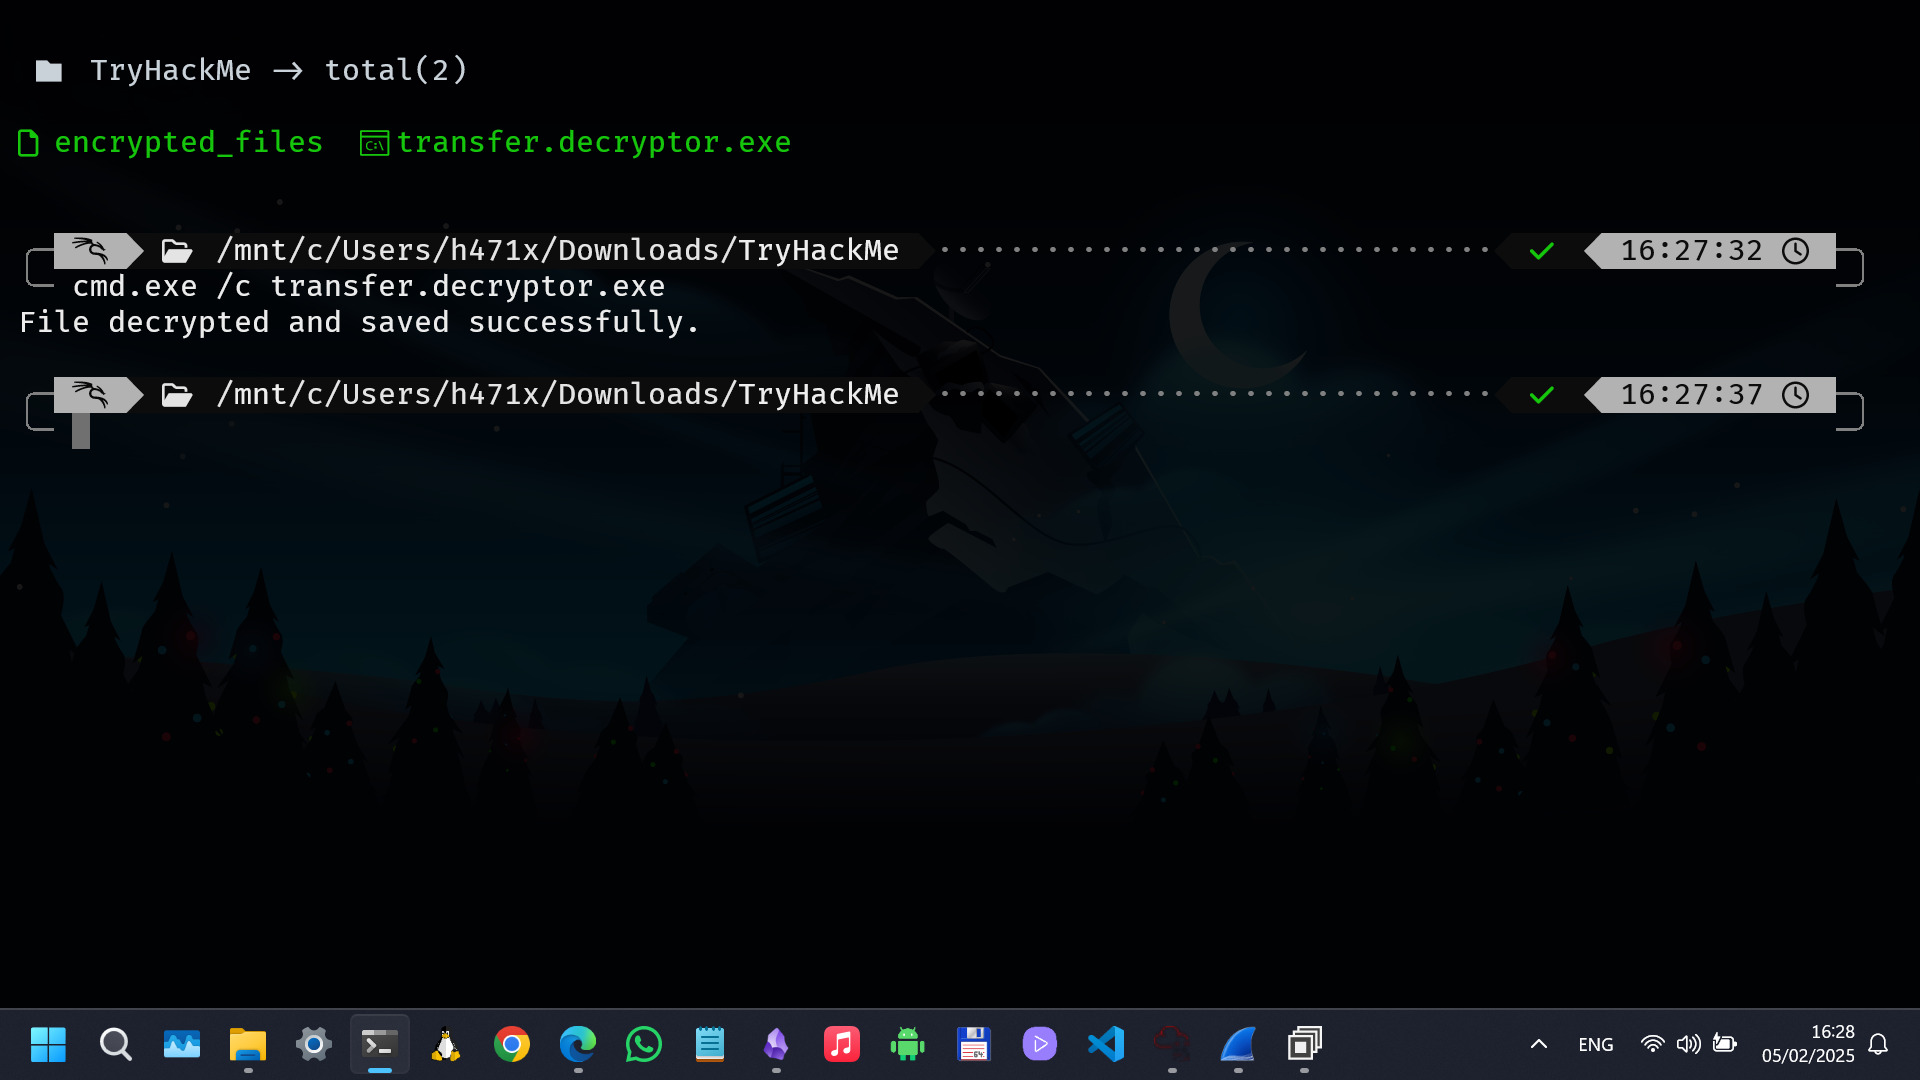 TryHackMe → total(2)
encrypted_files C:\ transfer.decryptor.exe
/mnt/c/Users/h471x/Downloads/TryHackMe 16:27:32
cmd.exe /c transfer.decryptor.exe
File decrypted and saved successfully.
/mnt/c/Users/h471x/Downloads/TryHackMe 16:27:37
64
ENG
16:28
05/02/2025